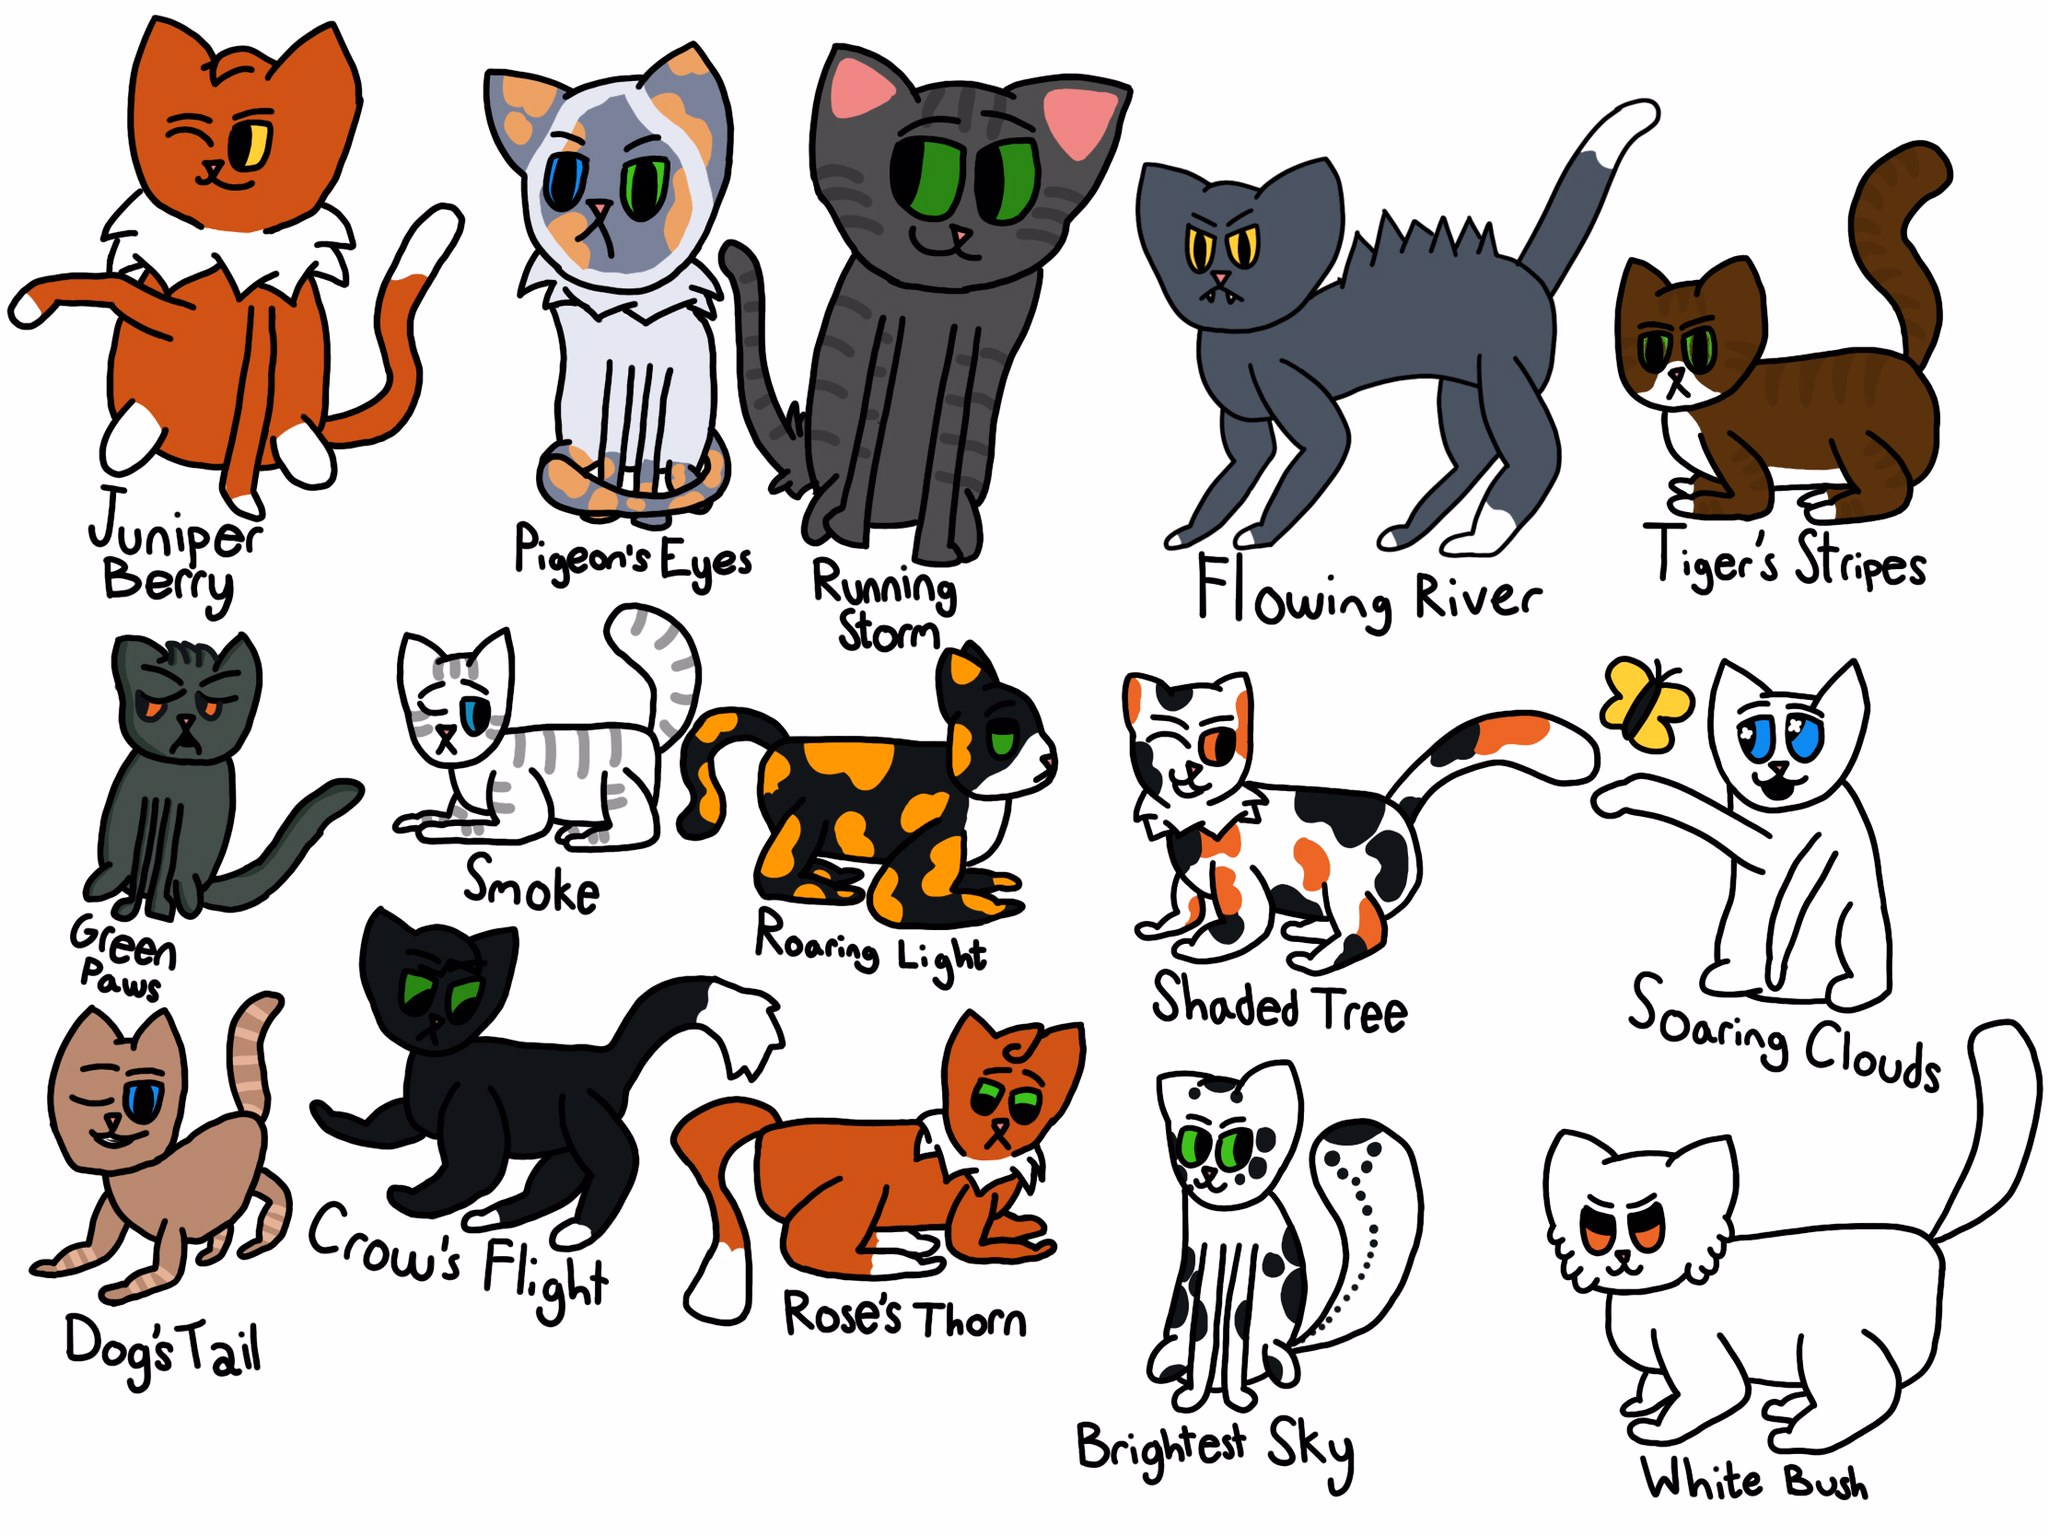 Juniper
Berry
Pigeon's Eyes
Running
Storm
Flowing River
Tiger's Stripes
Green
Paws
Smoke
Roaring Light
Shaded Tree
Soaring Clouds
Dog's Tail
Crow's Flight
Rose's Thorn
Brightest Sky
White Bush